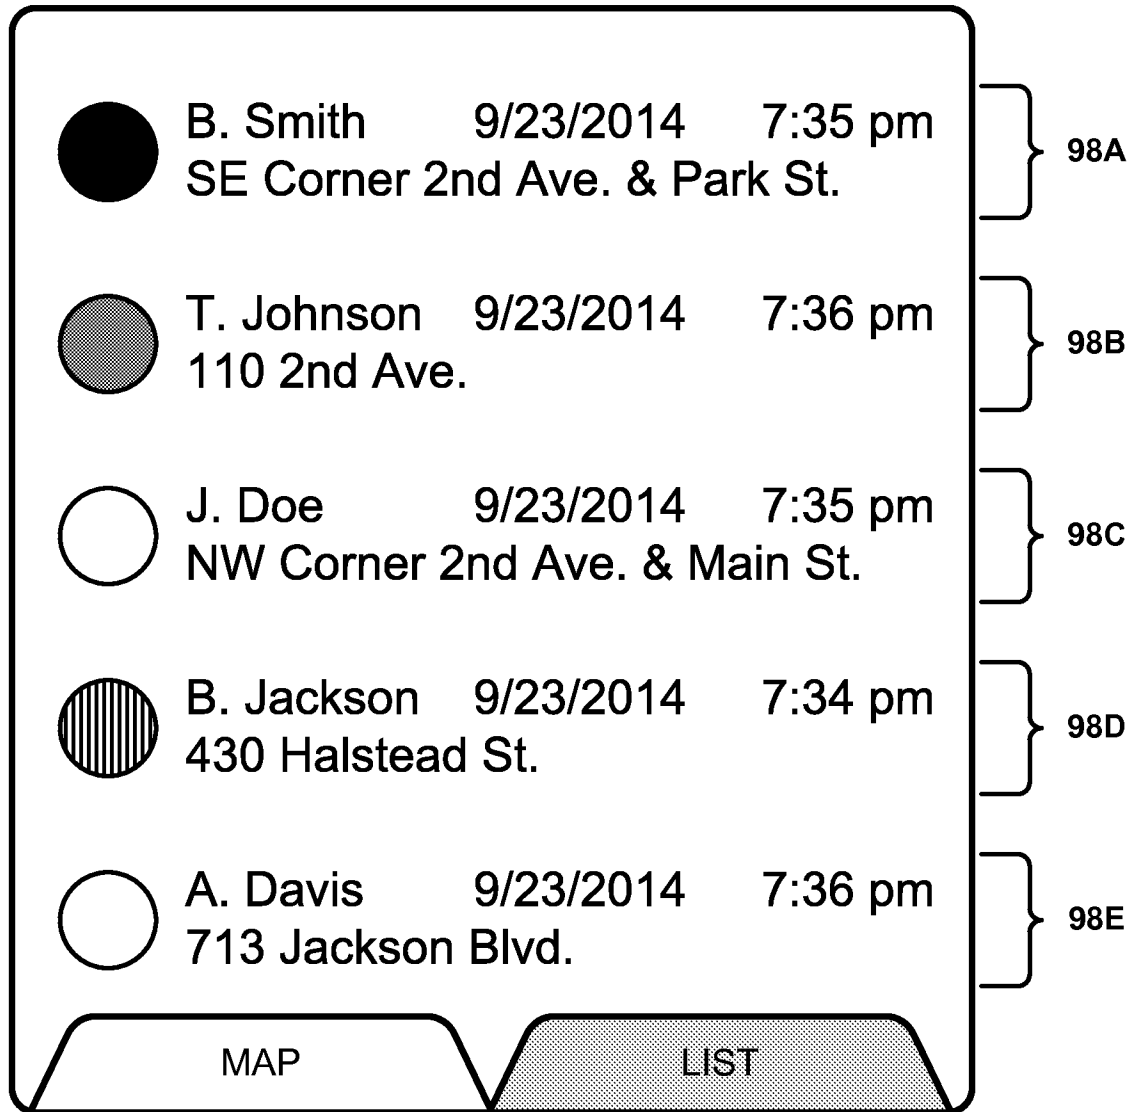 B. Smith 9/23/2014 7:35 pm
SE Corner 2nd Ave. & Park St.
98A
T. Johnson 9/23/2014 7:36 pm
110 2nd Ave.
98B
J. Doe 9/23/2014 7:35 pm
NW Corner 2nd Ave. & Main St.
98C
B. Jackson 9/23/2014 7:34 pm
430 Halstead St.
98D
A. Davis 9/23/2014 7:36 pm
713 Jackson Blvd.
98E
MAP LIST